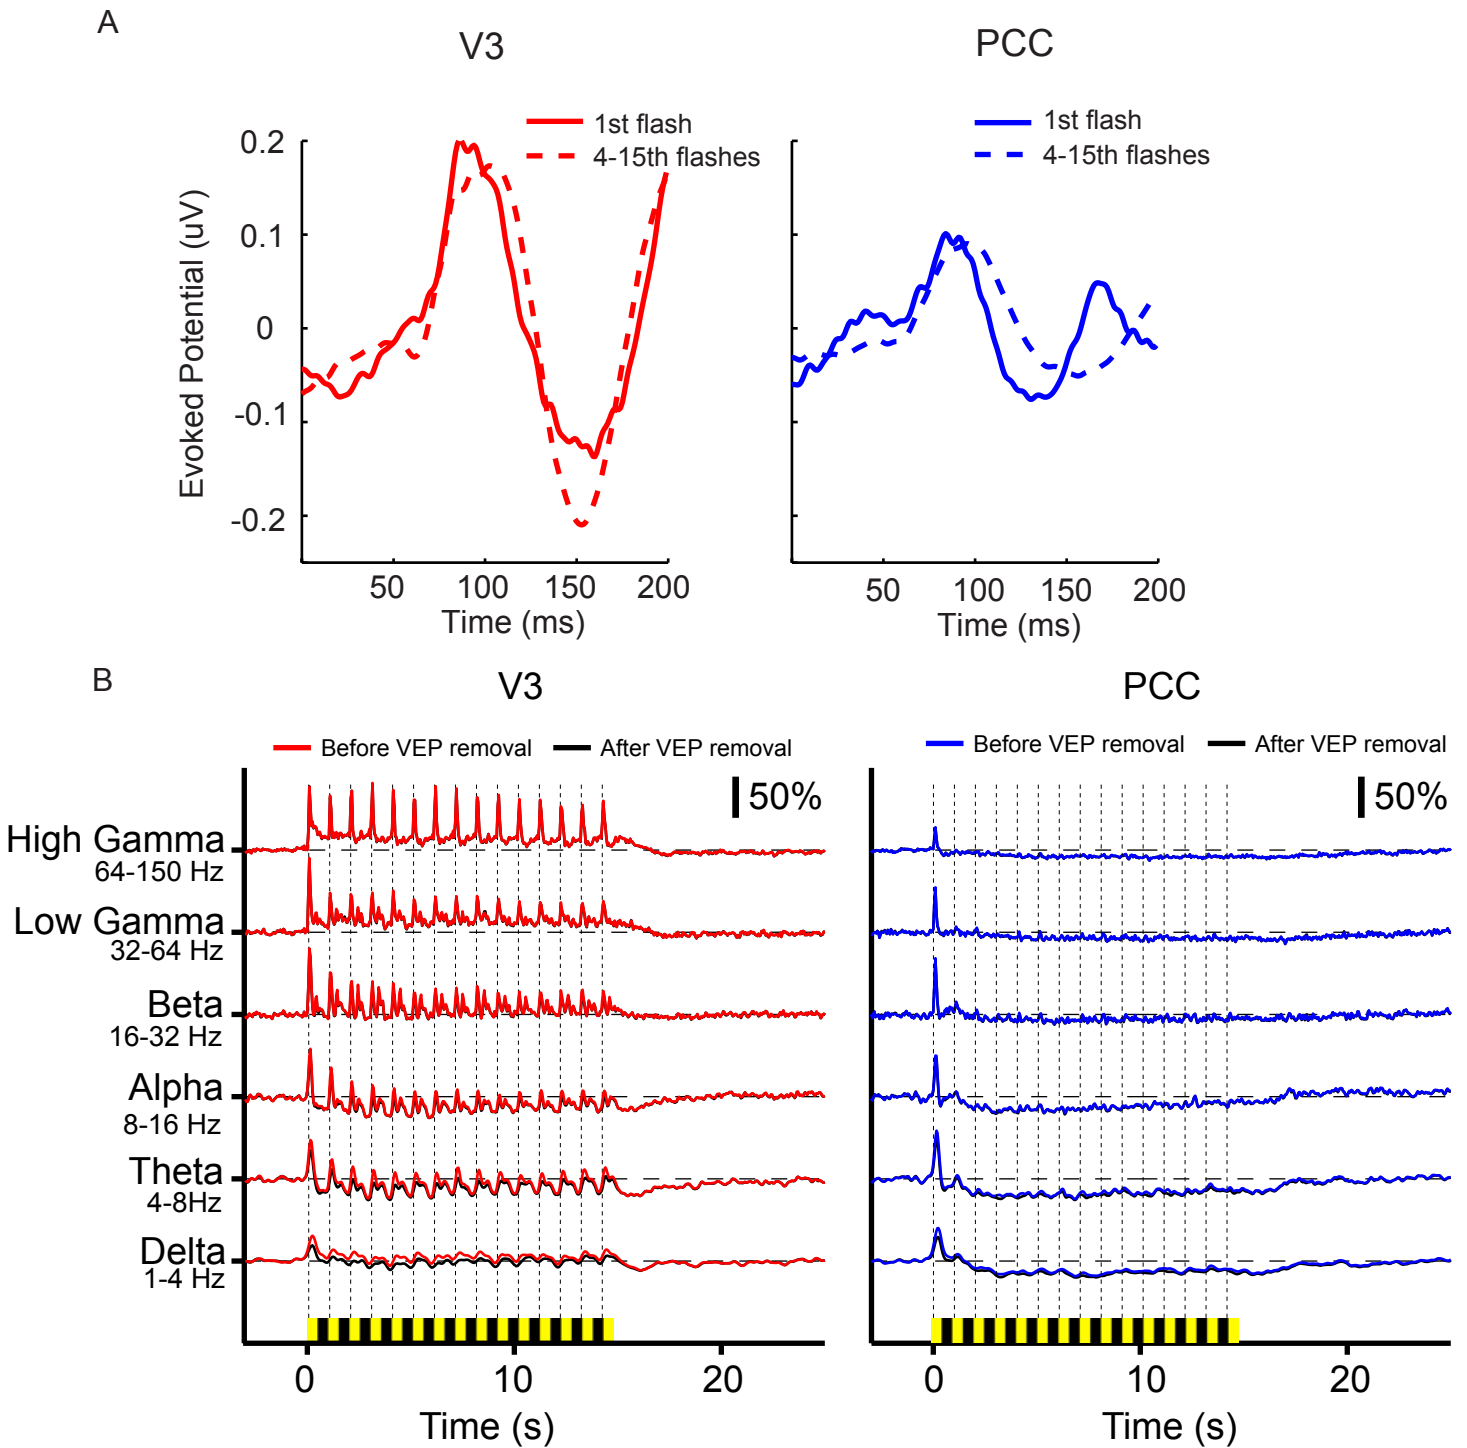 A
V3
PCC
1st flash
4-15th flashes
1st flash
4-15th flashes
Evoked Potential (uV)
0.2
0.1
0
-0.1
-0.2
50 100 150 200
Time (ms)
50 100 150 200
Time (ms)
B
V3
PCC
Before VEP removal After VEP removal
Before VEP removal After VEP removal
50%
50%
High Gamma
64-150 Hz
Low Gamma
32-64 Hz
Beta
16-32 Hz
Alpha
8-16 Hz
Theta
4-8Hz
Delta
1-4 Hz
0 10 20
Time (s)
0 10 20
Time (s)